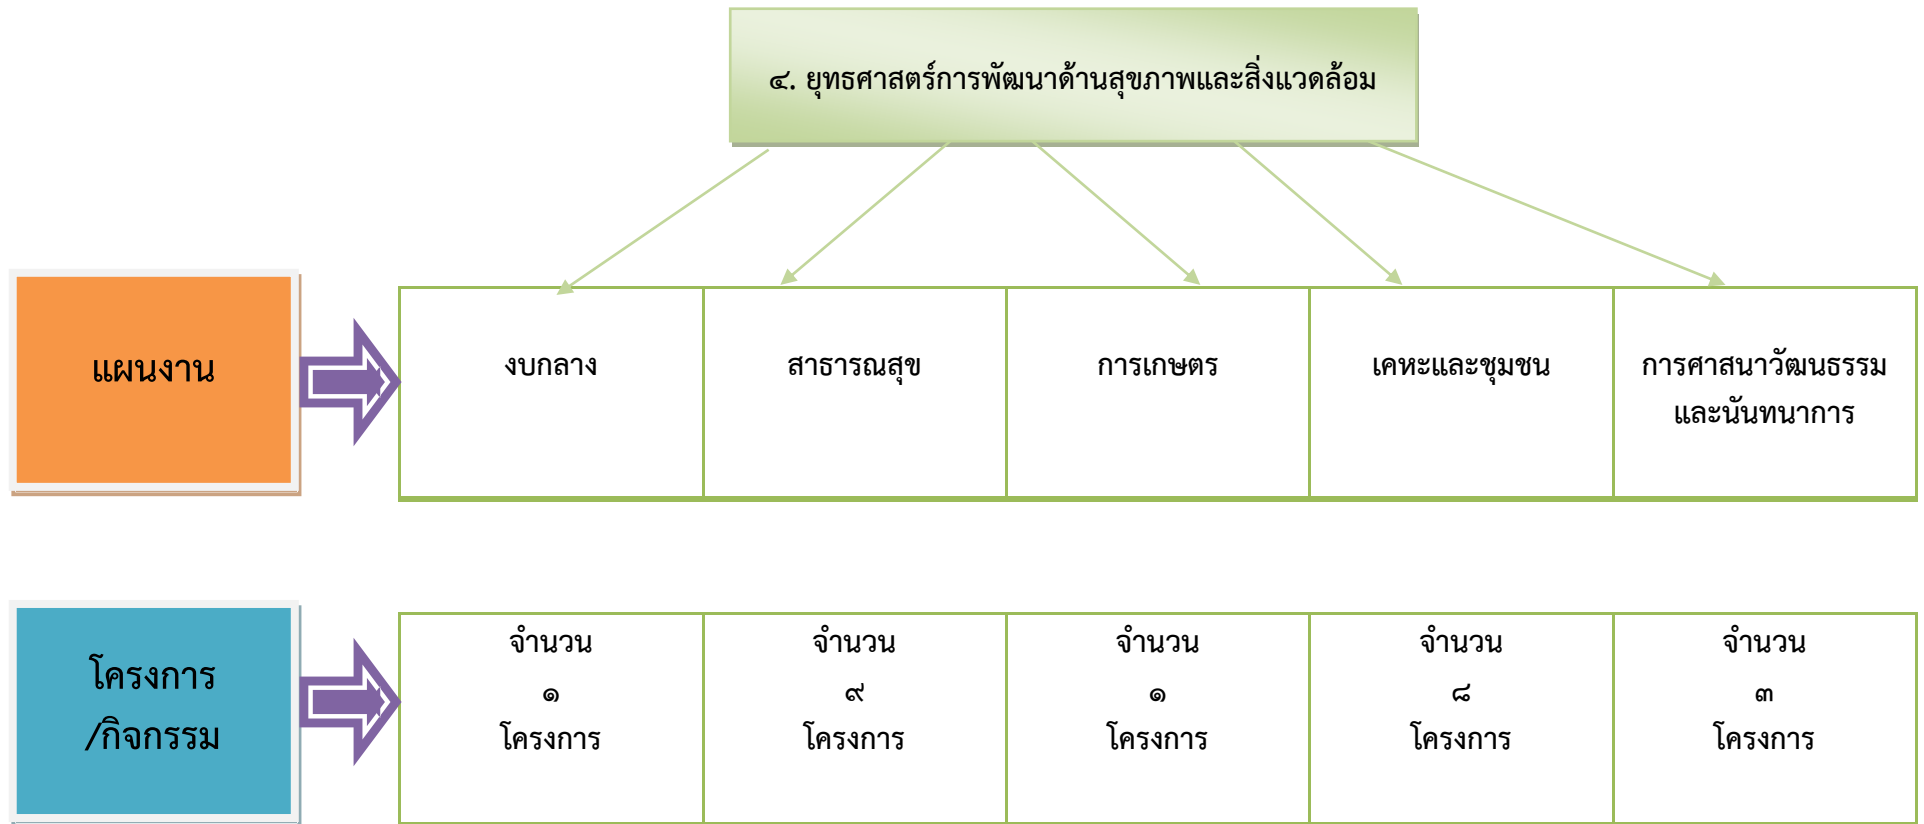 ๔. ยุทธศาสตร์การพัฒนาด้านสุขภาพและสิ่งแวดล้อม
แผนงาน
งบกลาง
สาธารณสุข
การเกษตร
เคหะและชุมชน
การศาสนาวัฒนธรรม
และนันทนาการ
โครงการ
/กิจกรรม
จำนวน
๑
โครงการ
จำนวน
๙
โครงการ
จำนวน
๑
โครงการ
จำนวน
๘
โครงการ
จำนวน
๓
โครงการ